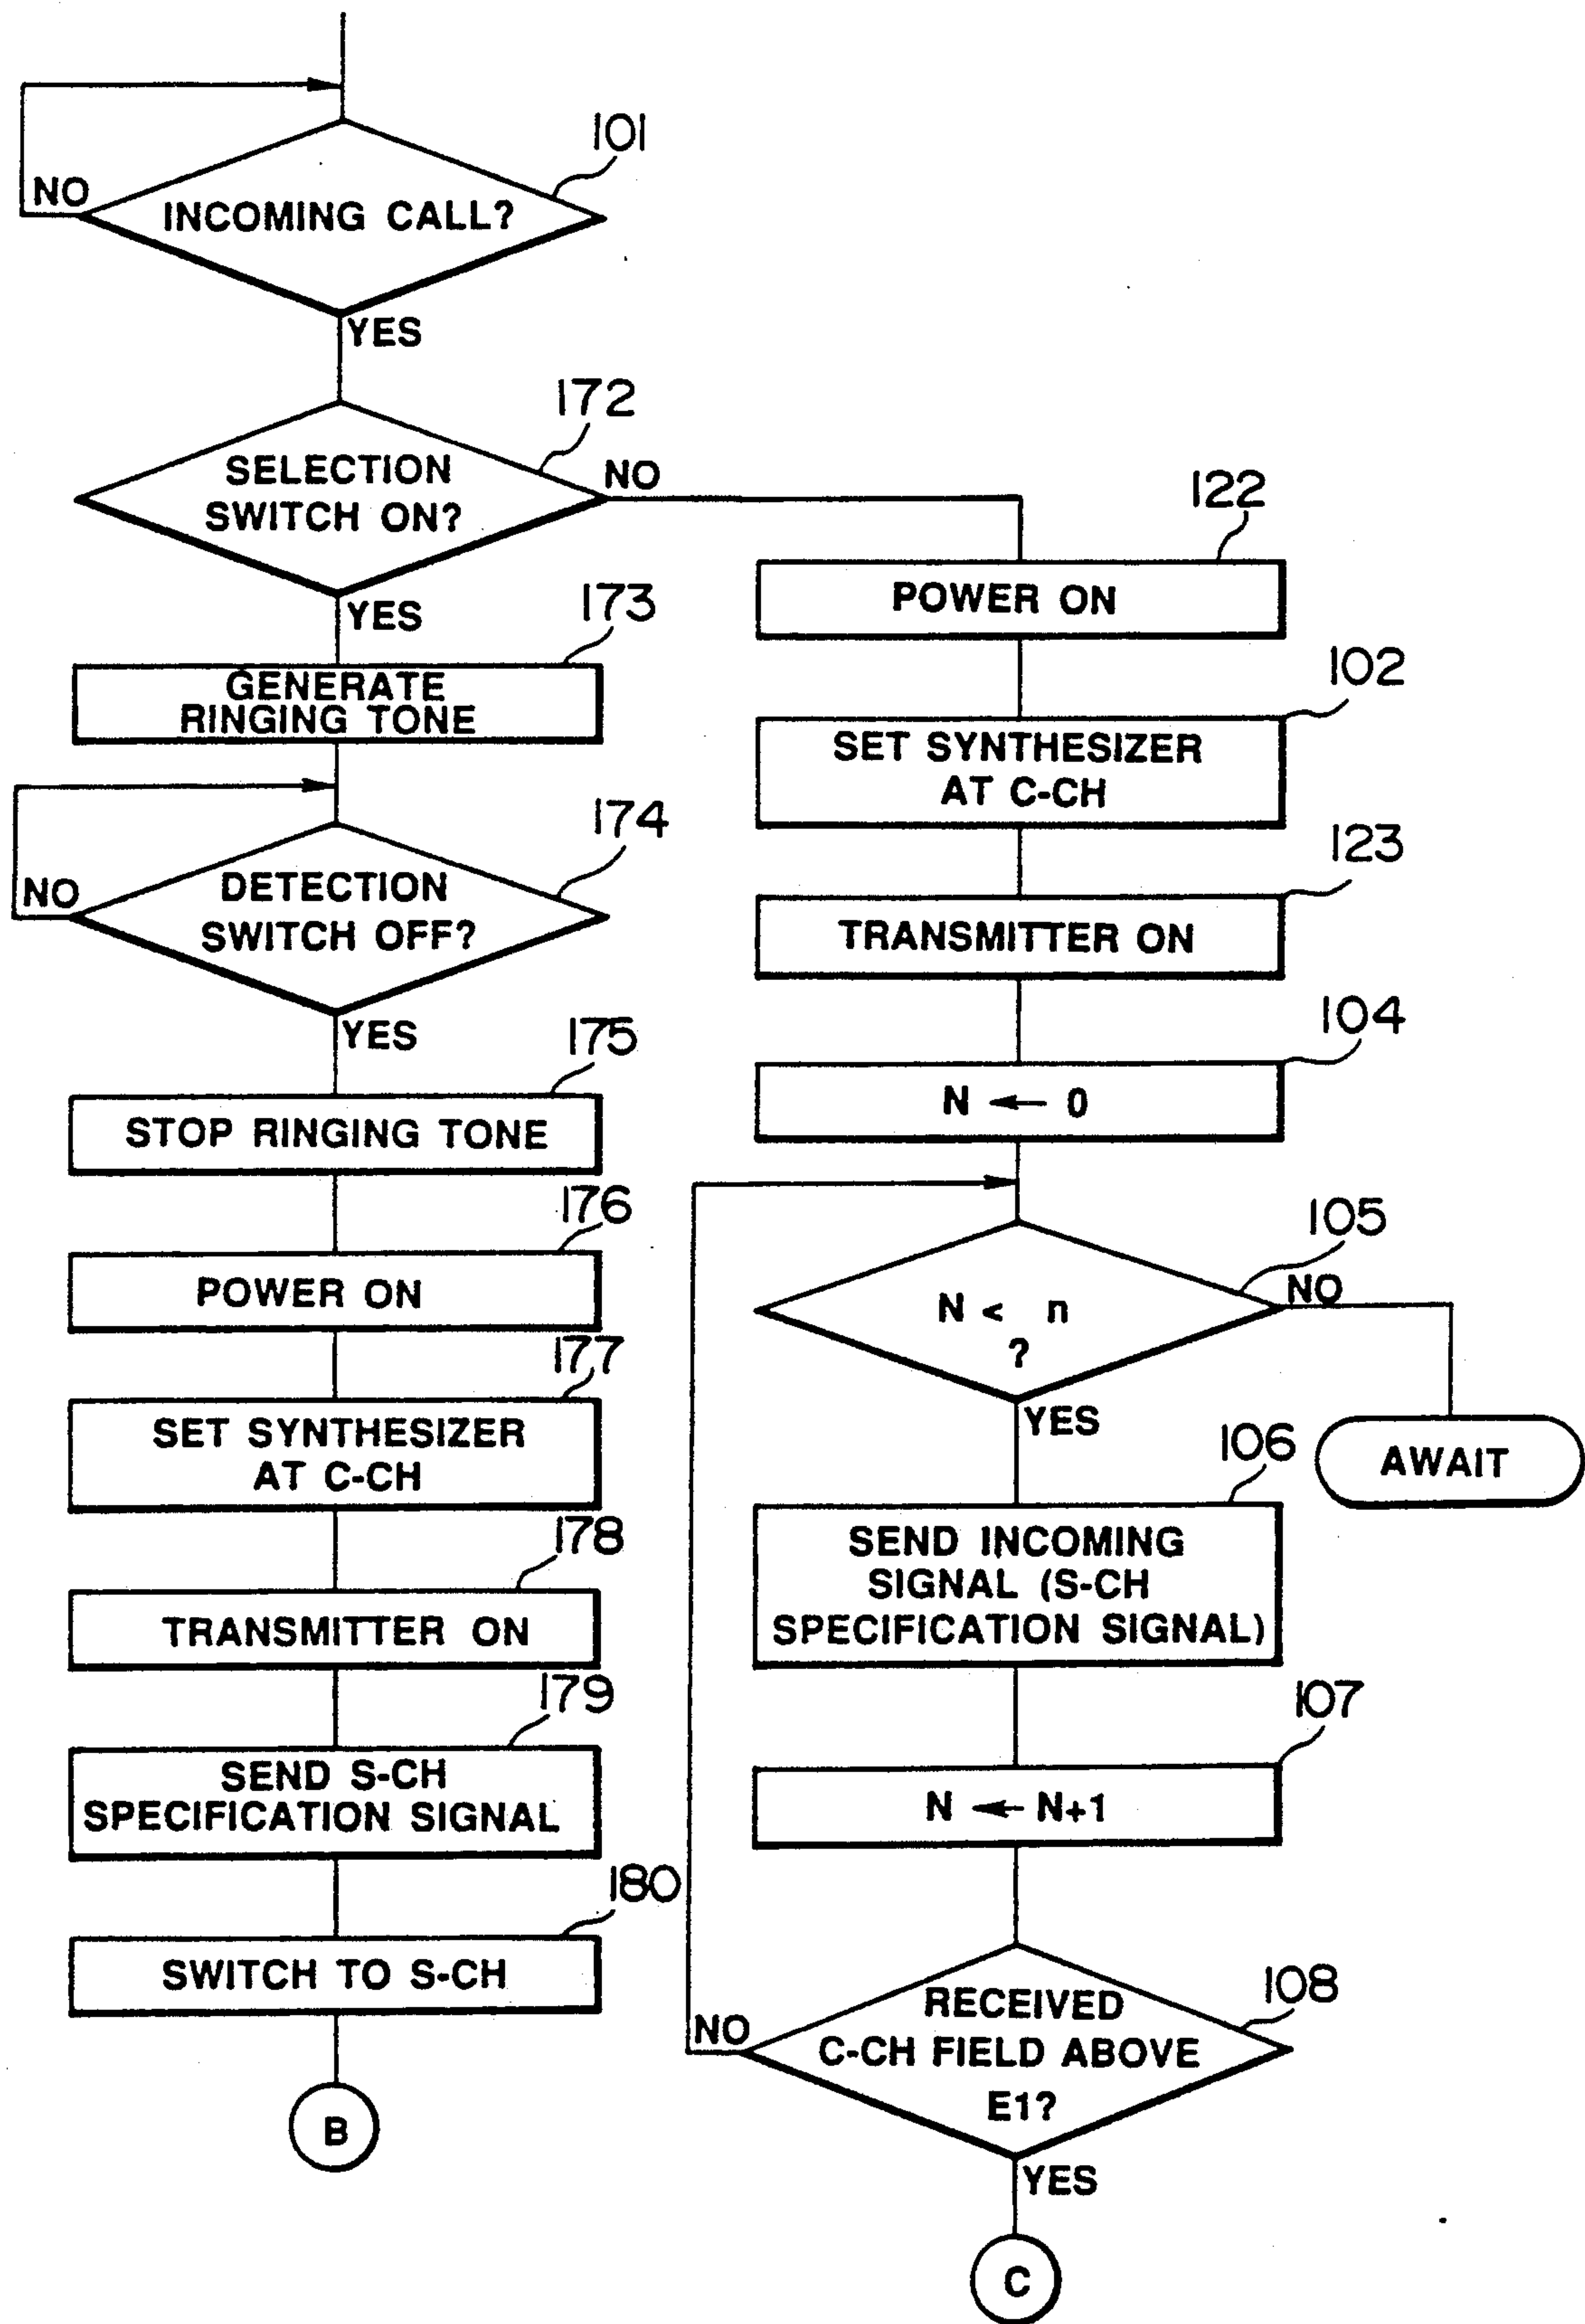 101
NO
INCOMING CALL?
YES
172
SELECTION
SWITCH ON?
NO
YES
173
GENERATE
RINGING TONE
174
NO
DETECTION
SWITCH OFF?
YES
175
STOP RINGING TONE
176
POWER ON
177
SET SYNTHESIZER
AT C-CH
178
TRANSMITTER ON
179
SEND S-CH
SPECIFICATION SIGNAL
180
SWITCH TO S-CH
B
122
POWER ON
102
SET SYNTHESIZER
AT C-CH
123
TRANSMITTER ON
104
N ← 0
105
N < n
?
NO
AWAIT
YES
106
SEND INCOMING
SIGNAL (S-CH
SPECIFICATION SIGNAL)
107
N ← N+1
108
NO
RECEIVED
C-CH FIELD ABOVE
E1?
YES
C